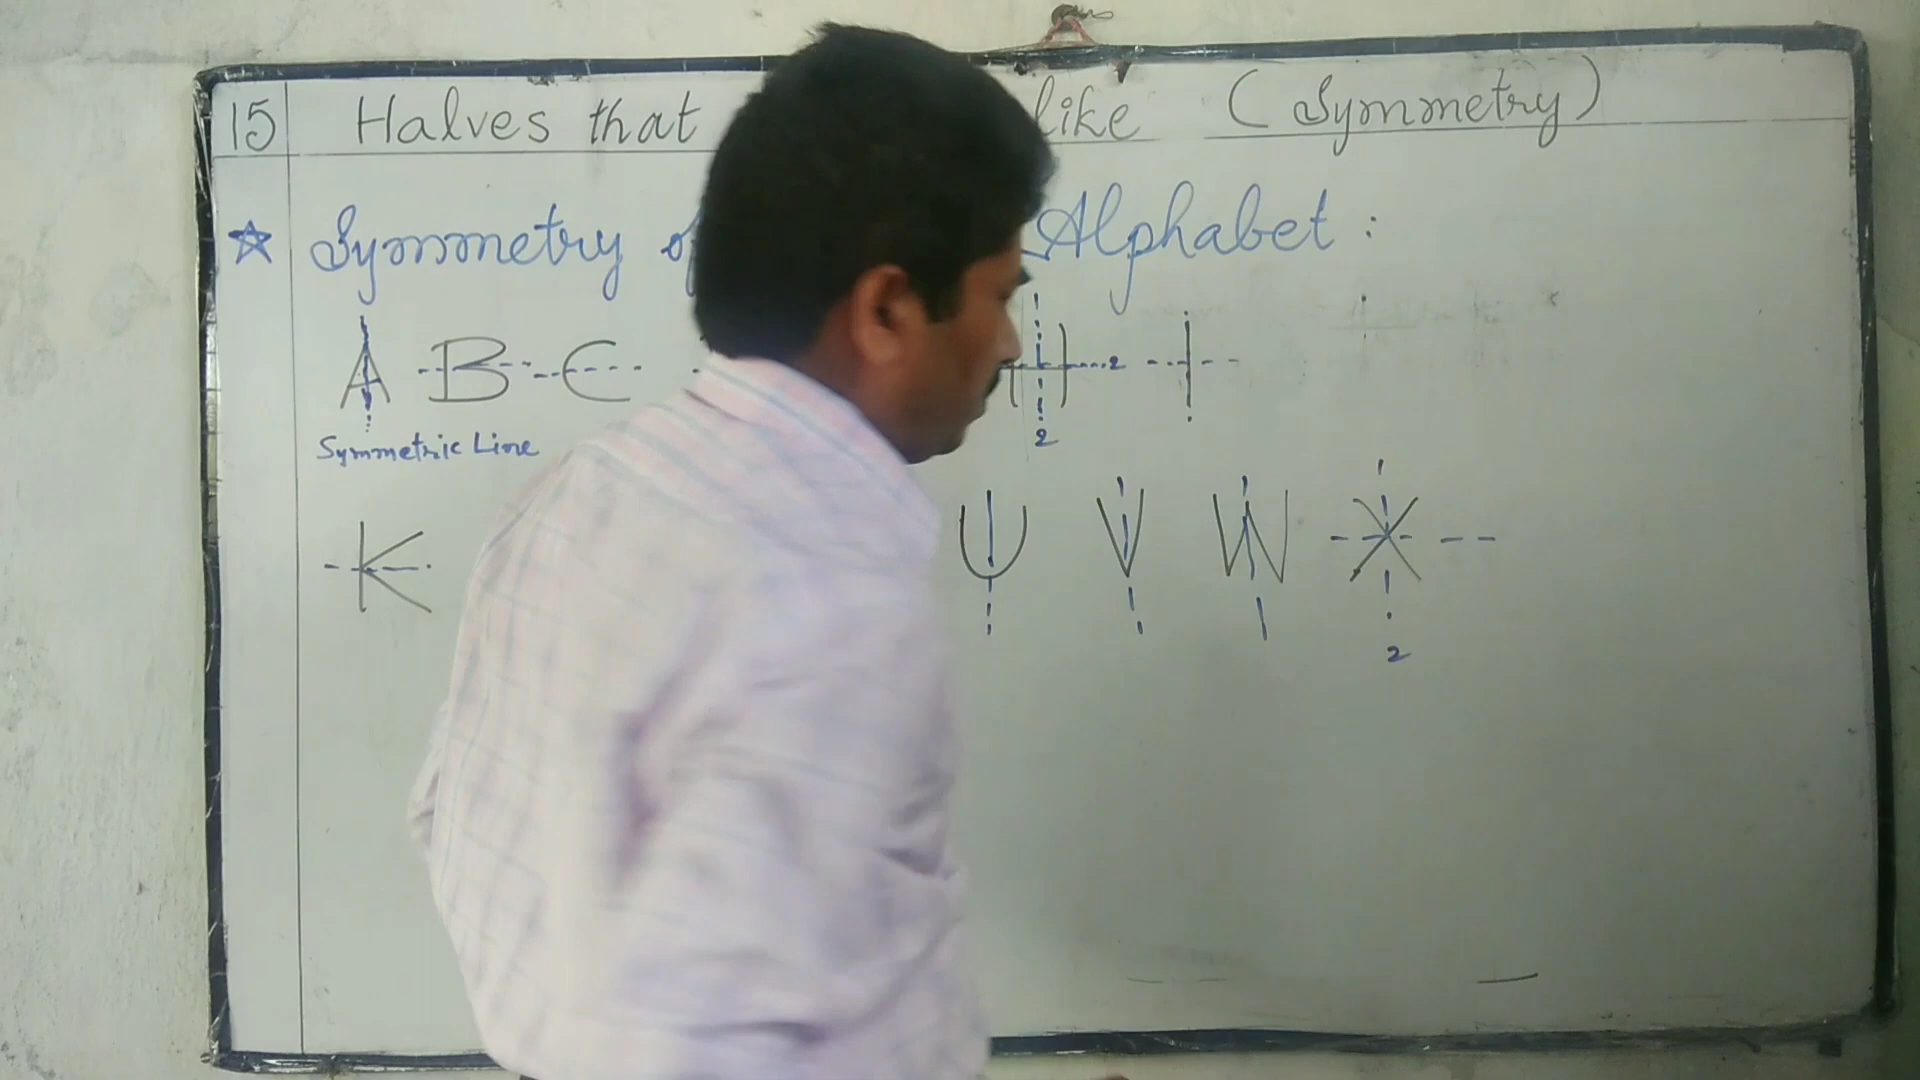 15 Halves that like (Symmetry)
☆ Symmetry of Alphabet :
A B C H 2 I
2
Symmetric Line
K U V W X
2